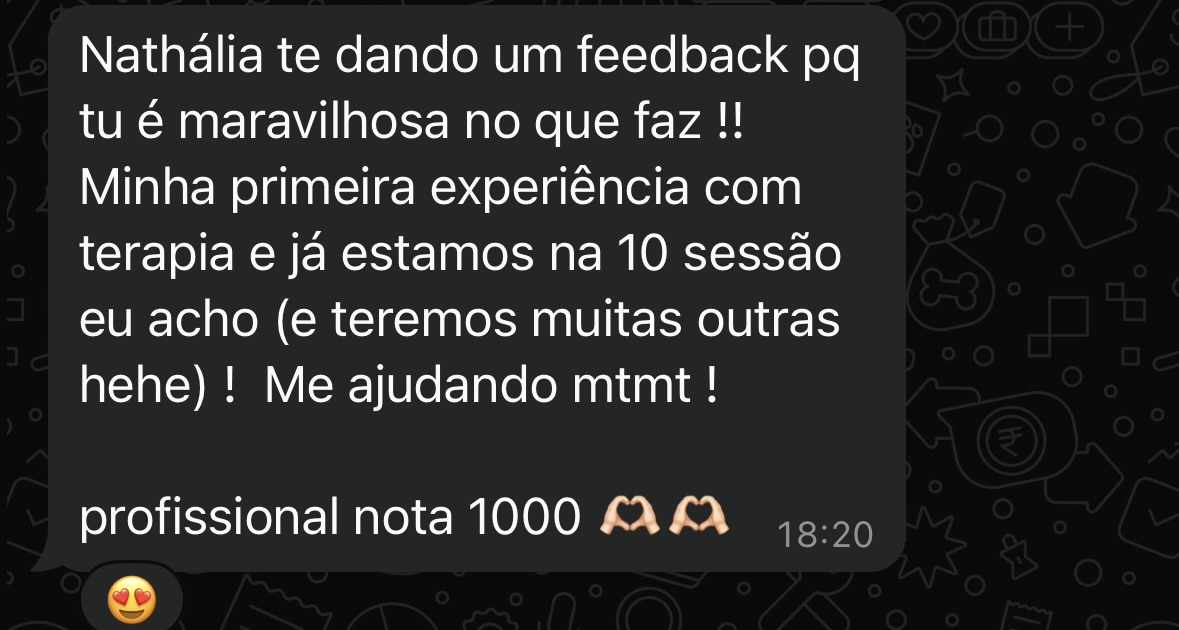 Nathália te dando um feedback pq
tu é maravilhosa no que faz !!
Minha primeira experiência com
terapia e já estamos na 10 sessão
eu acho (e teremos muitas outras
hehe) !  Me ajudando mtmt !
profissional nota 1000 🫶🏻🫶🏻
18:20